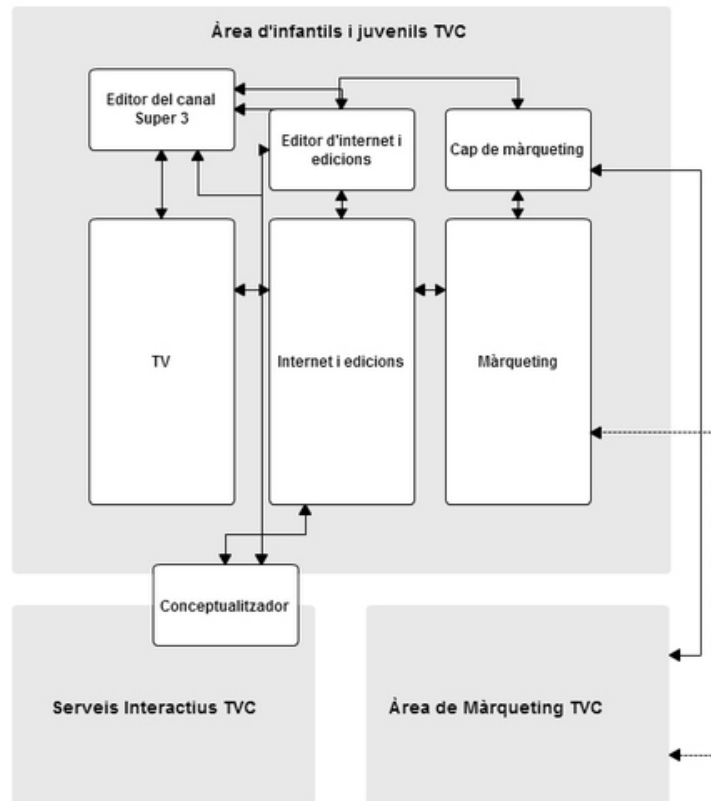 Àrea d'infantils i juvenils TVC
Editor del canal
Super 3
Editor d'internet i
edicions
Cap de màrqueting
TV
Internet i edicions
Màrqueting
Conceptualitzador
Serveis Interactius TVC
Àrea de Màrqueting TVC